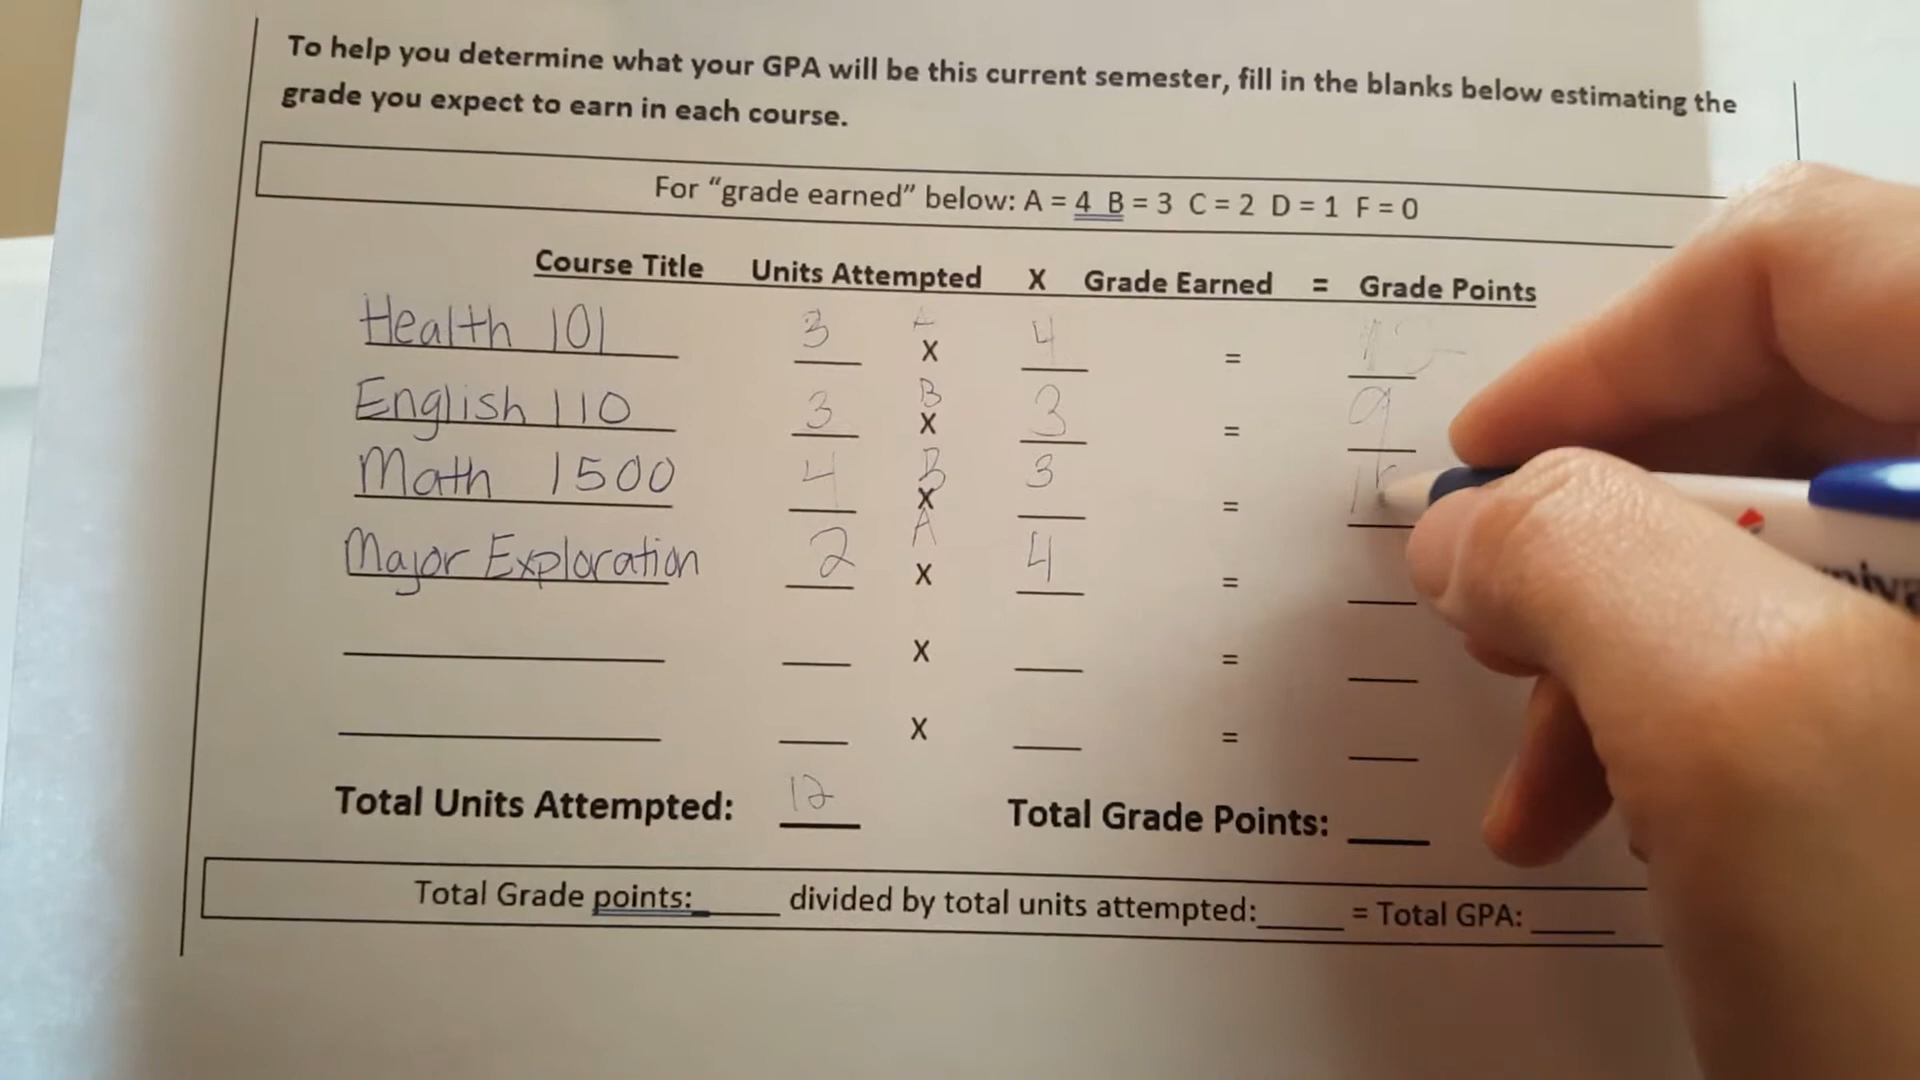 To help you determine what your GPA will be this current semester, fill in the blanks below estimating the
grade you expect to earn in each course.
For “grade earned” below: A = 4 B = 3 C = 2 D = 1 F = 0
Course Title Units Attempted X Grade Earned = Grade Points
Health 101 3 A X 4 = 12
English 110 3 B X 3 = 9
Math 1500 4 B X 3 =
Major Exploration 2 A X 4 =
X =
X =
Total Units Attempted: 12 Total Grade Points:
Total Grade points: divided by total units attempted: = Total GPA: